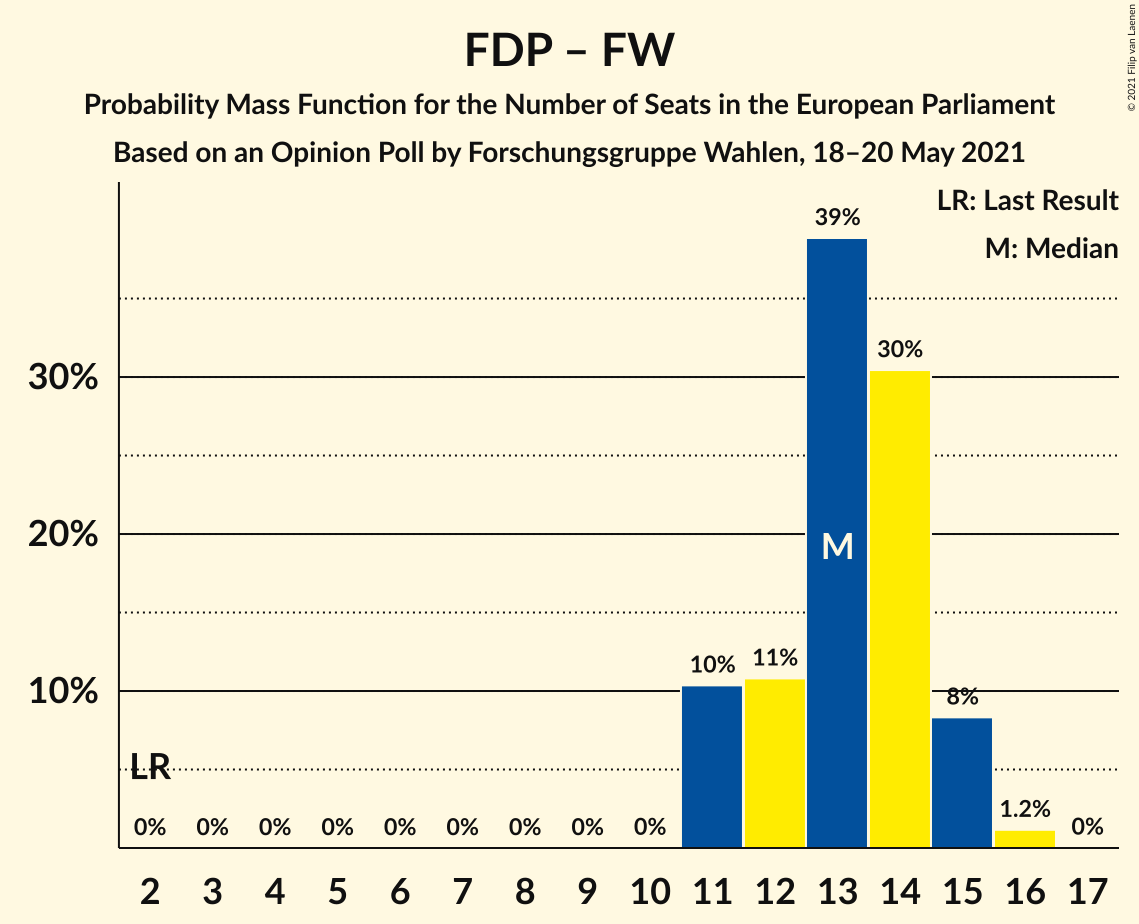 FDP – FW
Probability Mass Function for the Number of Seats in the European Parliament
Based on an Opinion Poll by Forschungsgruppe Wahlen, 18–20 May 2021
© 2021 Filip van Laenen
LR: Last Result
M: Median
39%
30%
30%
20%
M
10%
11%
10%
8%
LR
1.2%
0% 0% 0% 0% 0% 0% 0% 0% 0% 0%
2 3 4 5 6 7 8 9 10 11 12 13 14 15 16 17